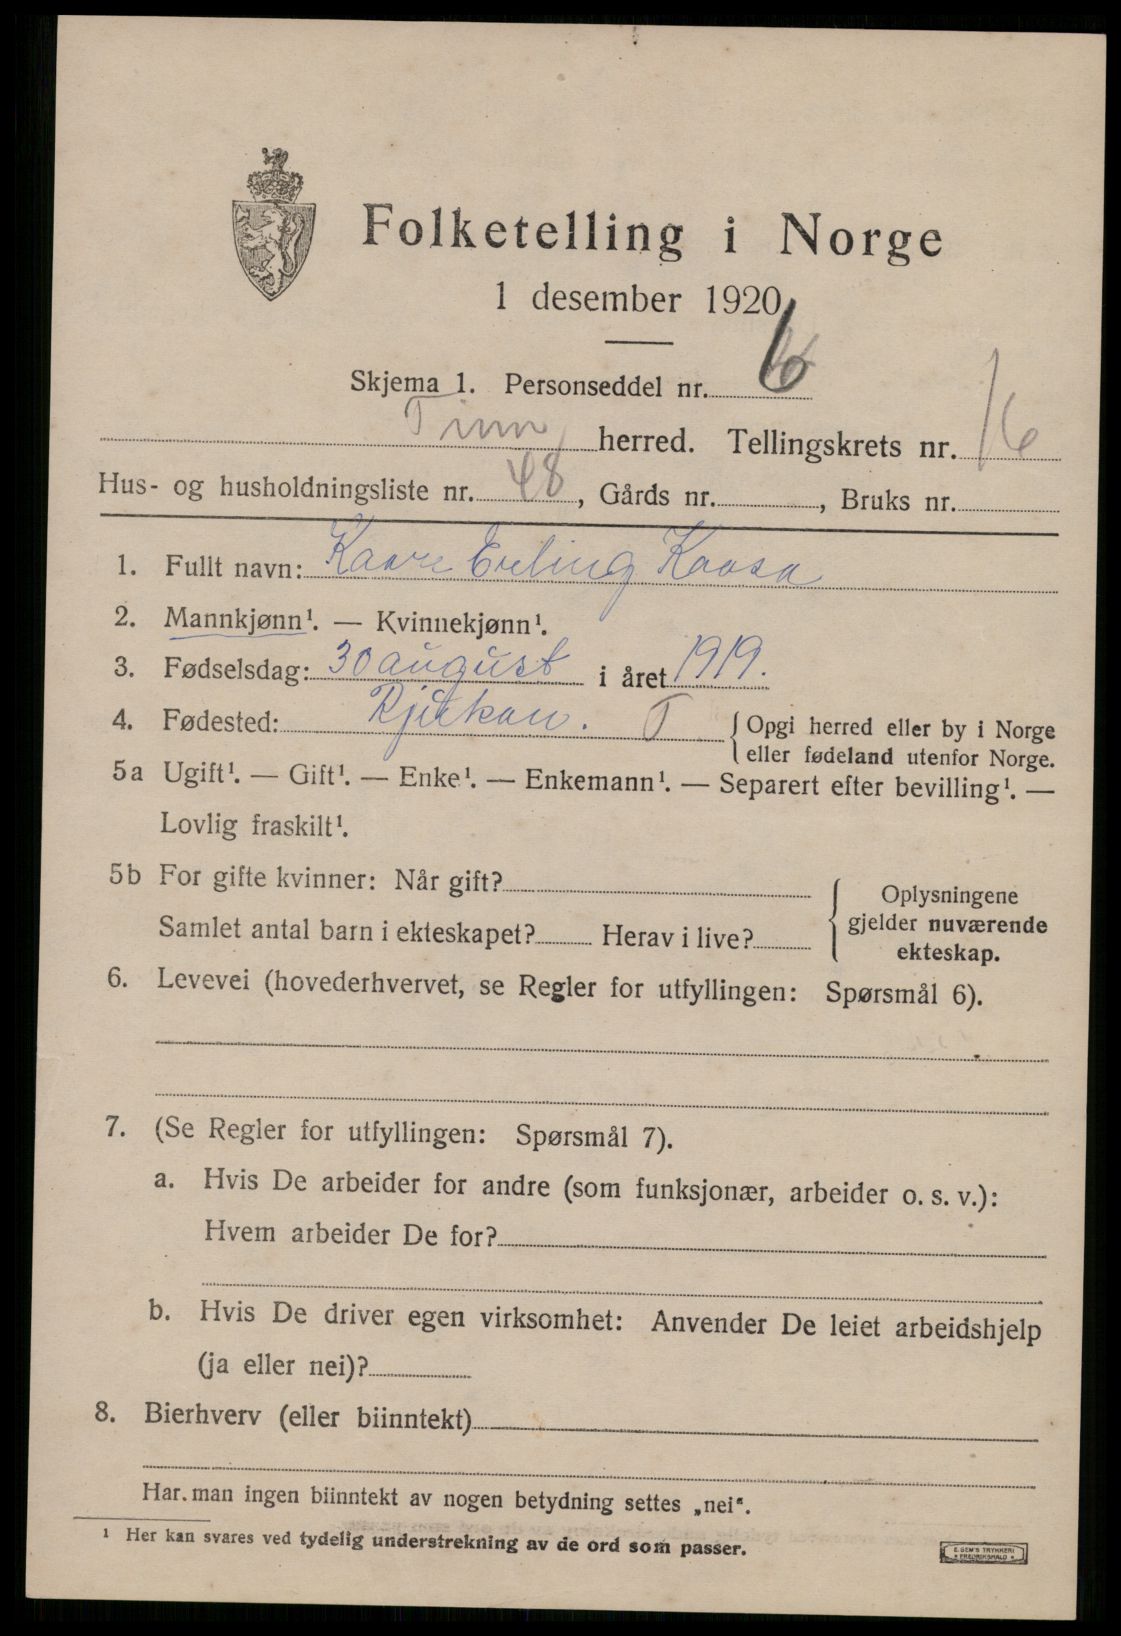 Folketelling i Norge
1 desember 1920
Skjema 1. Personseddel nr. 6
Tinn herred. Tellingskrets nr. 16
Hus- og husholdningsliste nr. 48, Gårds nr. , Bruks nr.
1. Fullt navn: Kaare Erling Kaasa
2. Mannkjønn¹. — Kvinnekjønn¹.
3. Fødselsdag: 30 august i året 1919.
4. Fødested: Rjukan. T { Opgi herred eller by i Norge
eller fødeland utenfor Norge.
5a Ugift¹. — Gift¹. — Enke¹. — Enkemann¹. — Separert efter bevilling¹. —
Lovlig fraskilt¹.
5b For gifte kvinner: Når gift?
Samlet antal barn i ekteskapet? Herav i live?
{ Oplysningene
gjelder nuværende
ekteskap.
6. Levevei (hovederhvervet, se Regler for utfyllingen: Spørsmål 6).
7. (Se Regler for utfyllingen: Spørsmål 7).
a. Hvis De arbeider for andre (som funksjonær, arbeider o. s. v.):
Hvem arbeider De for?
b. Hvis De driver egen virksomhet: Anvender De leiet arbeidshjelp
(ja eller nei)?
8. Bierhverv (eller biinntekt)
Har man ingen biinntekt av nogen betydning settes „nei“.
¹ Her kan svares ved tydelig understrekning av de ord som passer.
E. SEM'S TRYKKERI
FREDRIKSHALD